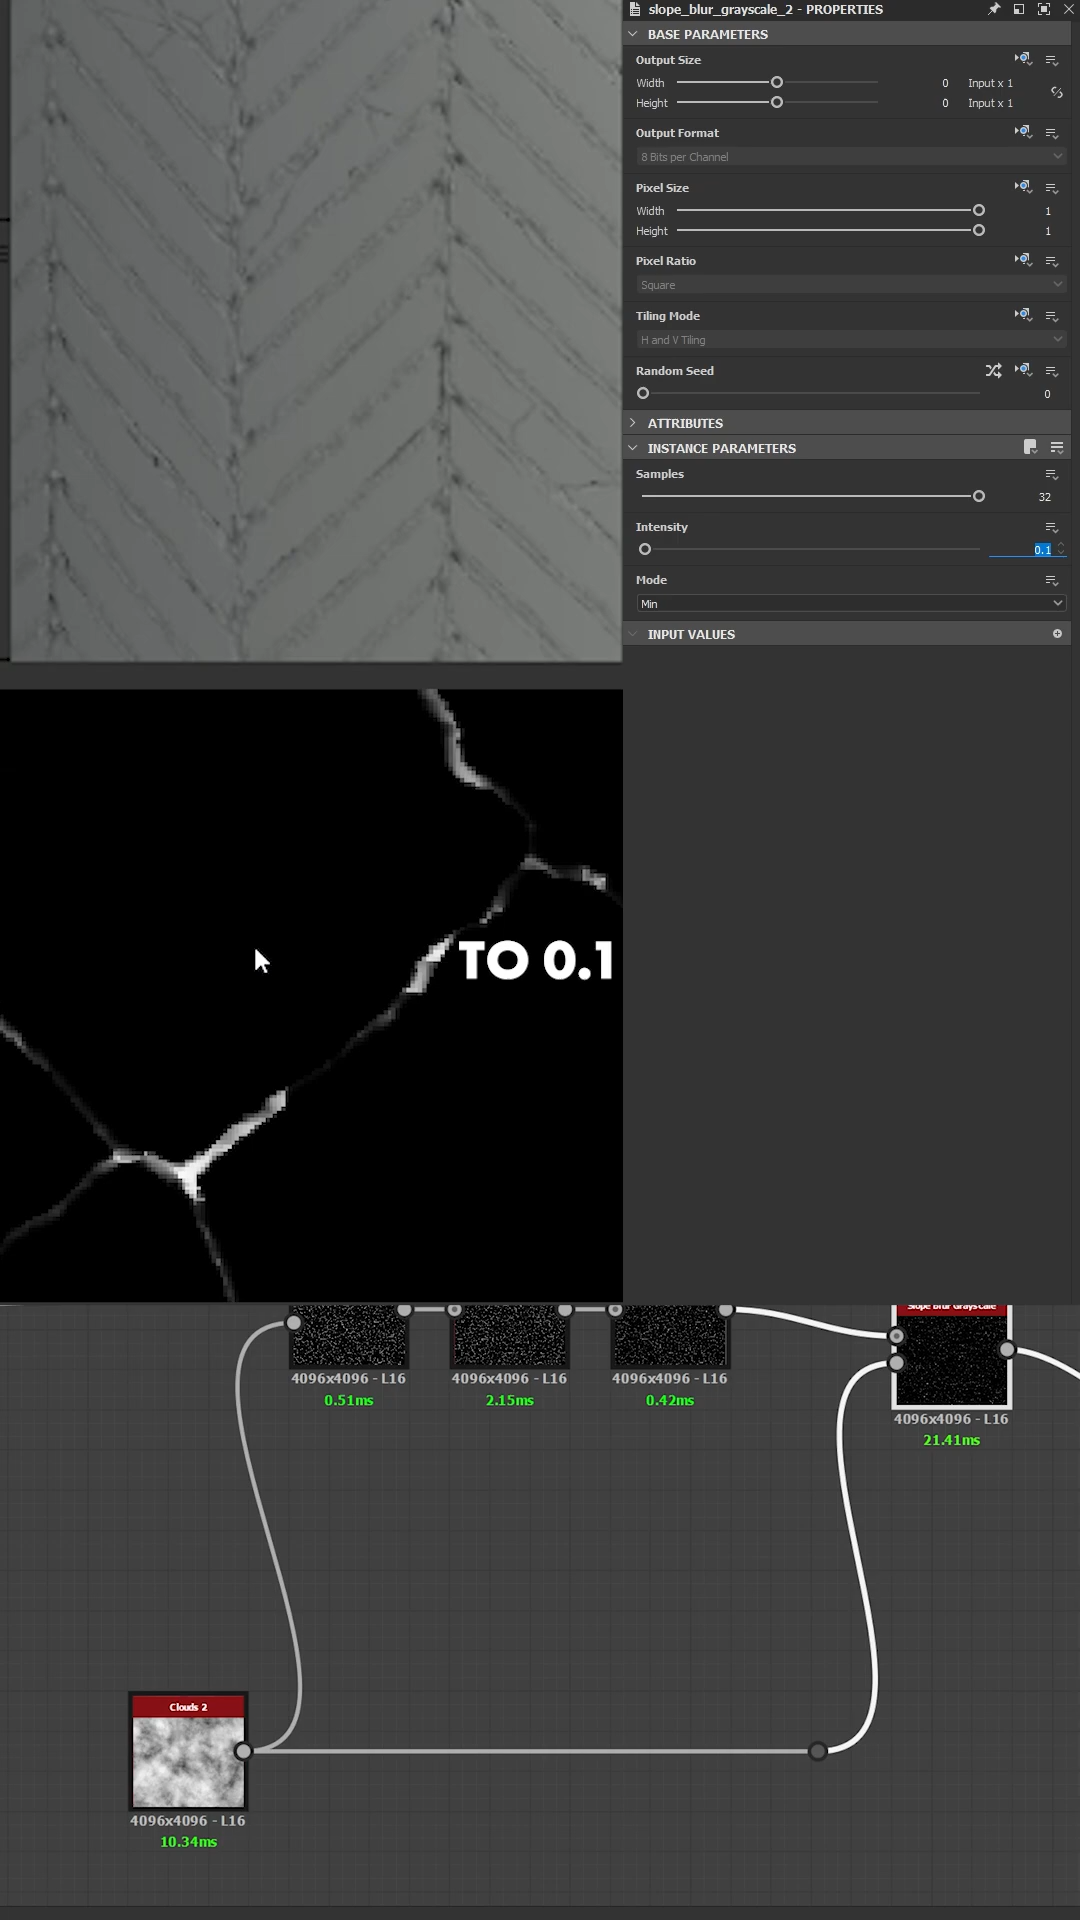 slope_blur_grayscale_2 - PROPERTIES
BASE PARAMETERS
Output Size
Width 0 Input x 1
Height 0 Input x 1
Output Format
8 Bits per Channel
Pixel Size
Width 1
Height 1
Pixel Ratio
Square
Tiling Mode
H and V Tiling
Random Seed
0
ATTRIBUTES
INSTANCE PARAMETERS
Samples
32
Intensity
0.1
Mode
Min
INPUT VALUES
TO 0.1
Slope Blur Grayscale
4096x4096 - L16
0.51ms
4096x4096 - L16
2.15ms
4096x4096 - L16
0.42ms
4096x4096 - L16
21.41ms
Clouds 2
4096x4096 - L16
10.34ms